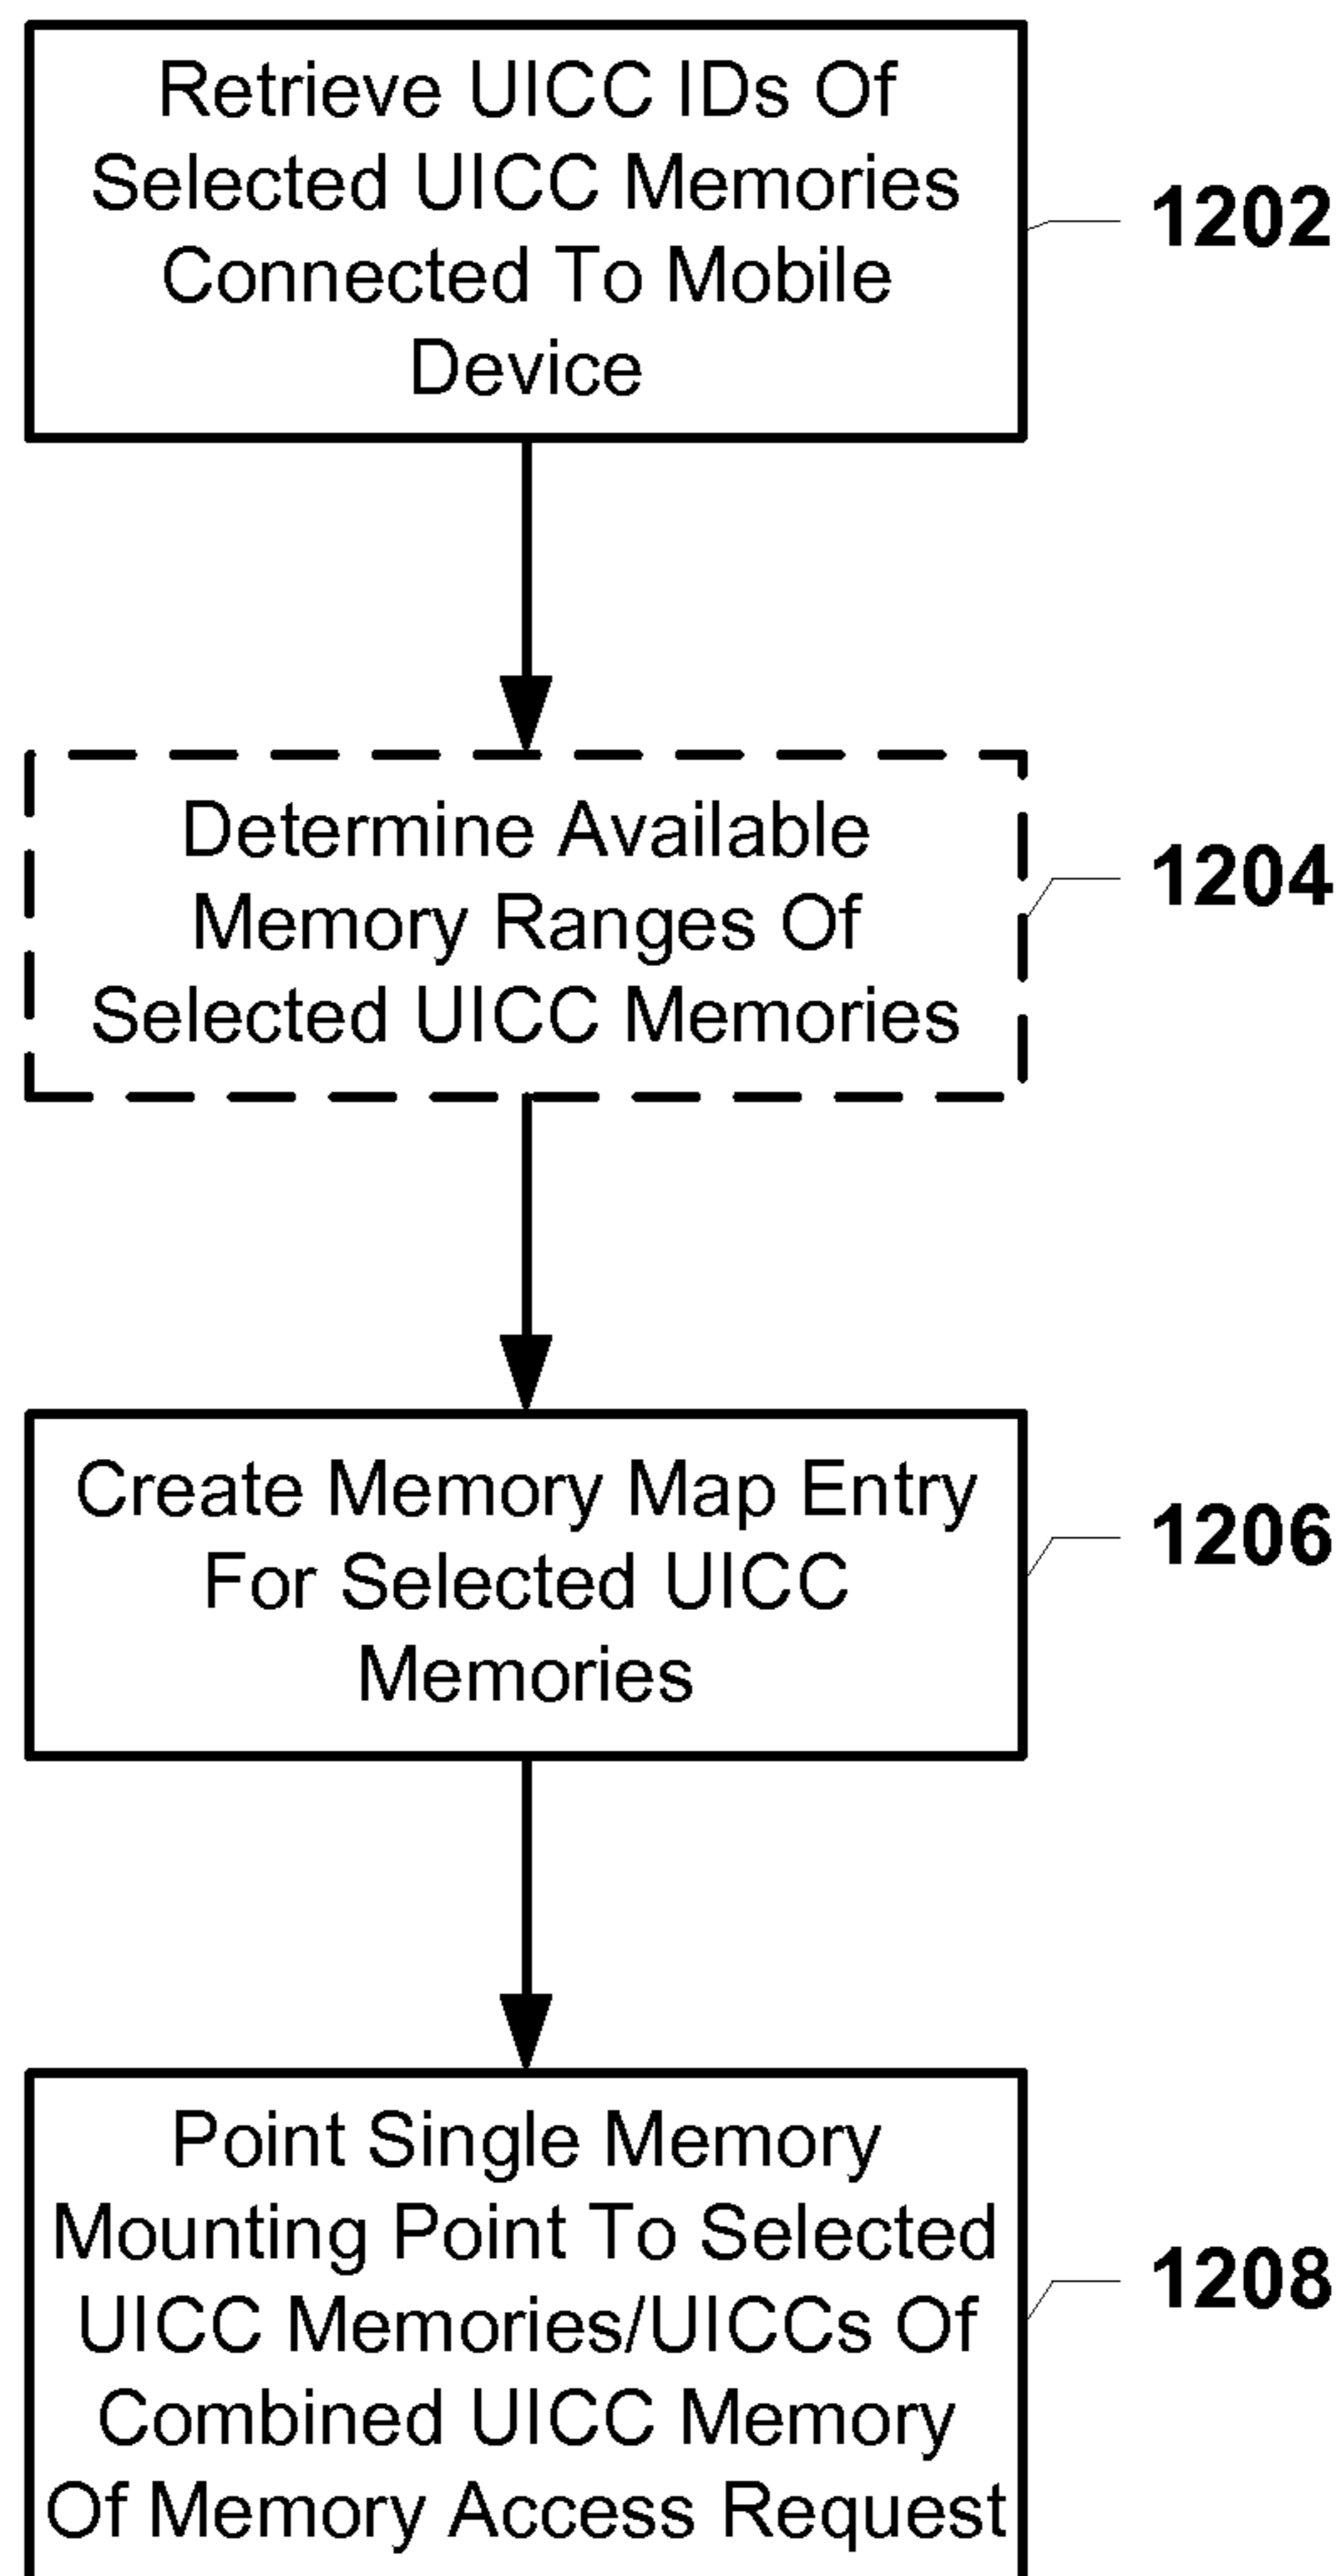 Retrieve UICC IDs Of
Selected UICC Memories
Connected To Mobile
Device
1202
Determine Available
Memory Ranges Of
Selected UICC Memories
1204
Create Memory Map Entry
For Selected UICC
Memories
1206
Point Single Memory
Mounting Point To Selected
UICC Memories/UICCs Of
Combined UICC Memory
Of Memory Access Request
1208